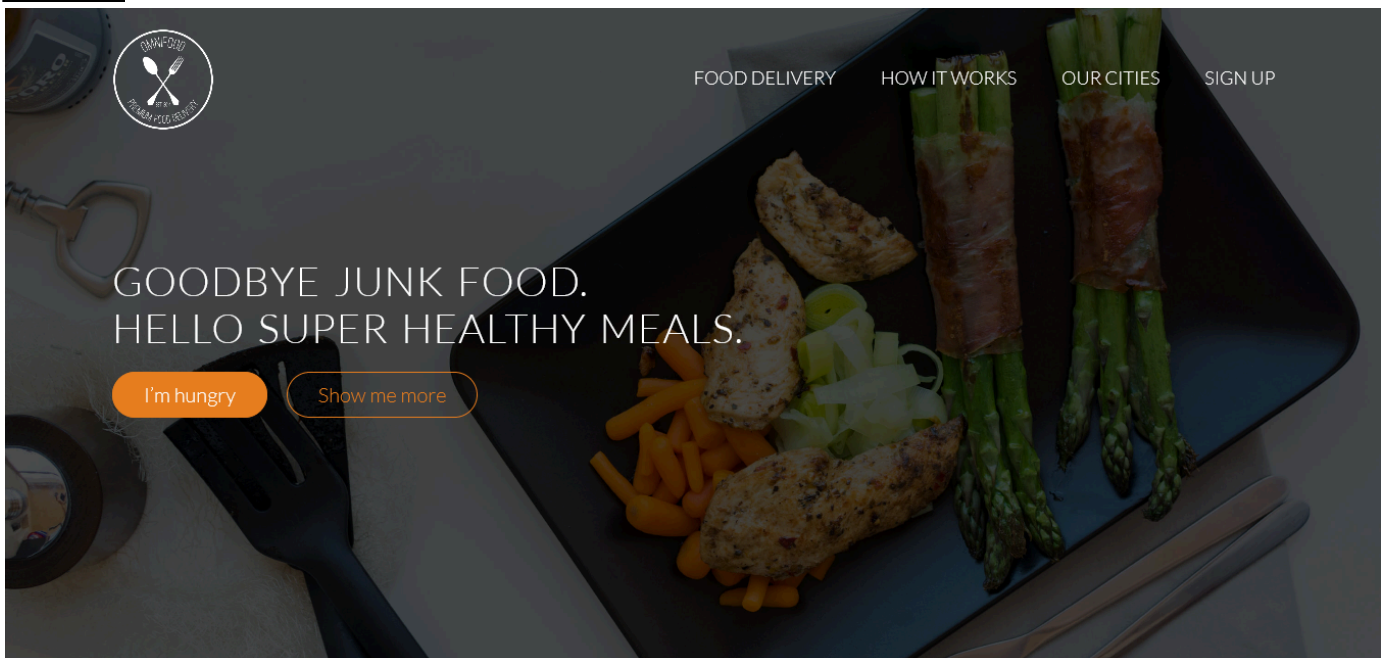 OMNIFOOD
PREMIUM FOOD DELIVERY
FOOD DELIVERY
HOW IT WORKS
OUR CITIES
SIGN UP
GOODBYE JUNK FOOD.
HELLO SUPER HEALTHY MEALS.
I'm hungry
Show me more